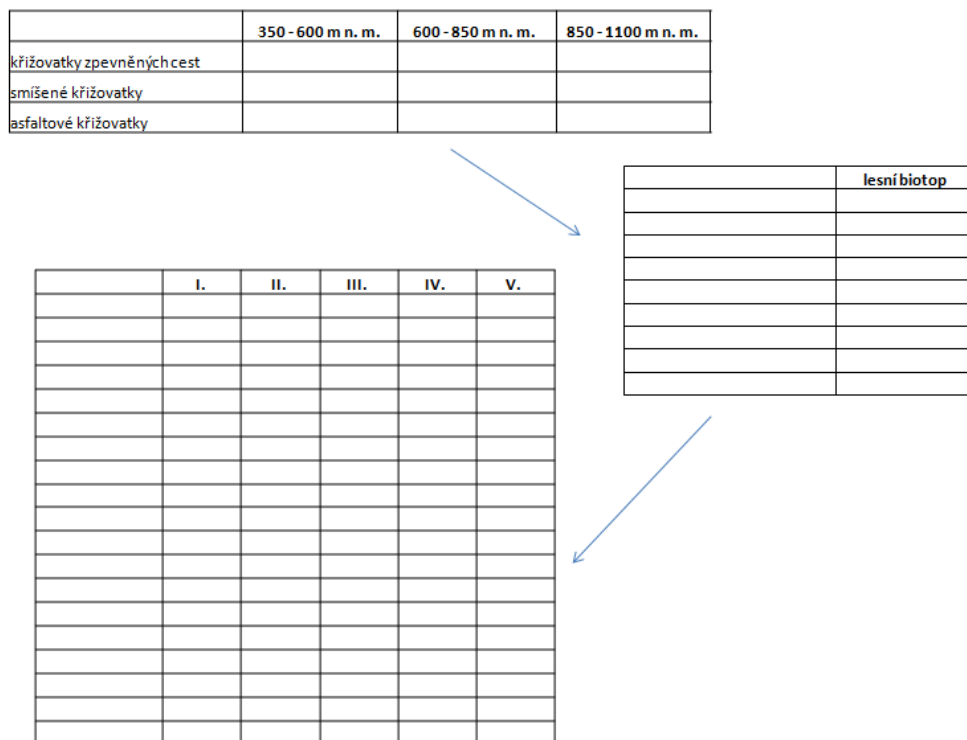 350 - 600 m n. m. 600 - 850 m n. m. 850 - 1100 m n. m.
křižovatky zpevněných cest
smíšené křižovatky
asfaltové křižovatky
lesní biotop
I. II. III. IV. V.